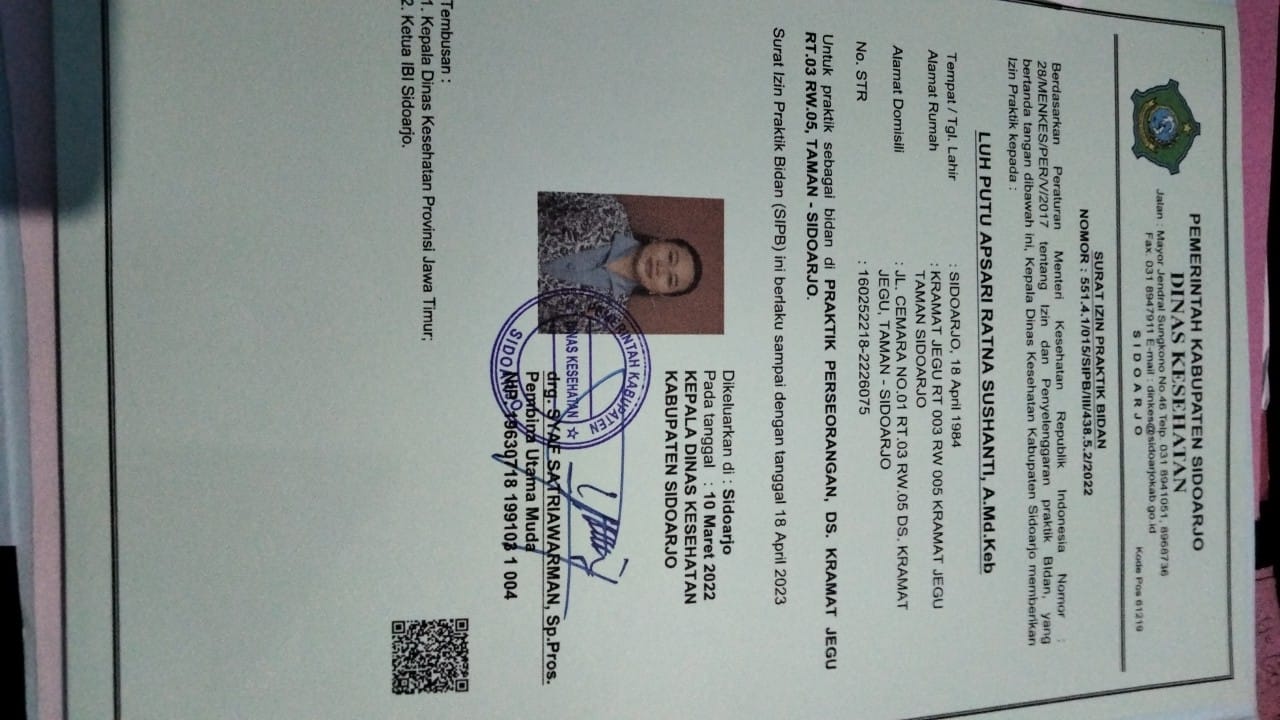 PEMERINTAH KABUPATEN SIDOARJO
DINAS KESEHATAN
Jalan : Mayor Jendral Sungkono No.46 Telp. 031 8941051, 8968736
Fax. 031 8947911 E-mail : dinkes@sidoarjokab.go.id
S I D O A R J O
Kode Pos 61219
SURAT IZIN PRAKTIK BIDAN
NOMOR : 551.4.1/015/SIPB/III/438.5.2/2022
Berdasarkan Peraturan Menteri Kesehatan Republik Indonesia Nomor :
28/MENKES/PER/V/2017 tentang Izin dan Penyelenggaran praktik Bidan, yang
bertanda tangan dibawah ini, Kepala Dinas Kesehatan Kabupaten Sidoarjo memberikan
Izin Praktik kepada :
LUH PUTU APSARI RATNA SUSHANTI, A.Md.Keb
Tempat / Tgl. Lahir : SIDOARJO, 18 April 1984
Alamat Rumah : KRAMAT JEGU RT 003 RW 005 KRAMAT JEGU
TAMAN SIDOARJO
Alamat Domisili : JL. CEMARA NO.01 RT.03 RW.05 DS. KRAMAT
JEGU, TAMAN - SIDOARJO
No. STR : 160252218-2226075
Untuk praktik sebagai bidan di PRAKTIK PERSEORANGAN, DS. KRAMAT JEGU
RT.03 RW.05, TAMAN - SIDOARJO.
Surat Izin Praktik Bidan (SIPB) ini berlaku sampai dengan tanggal 18 April 2023
Dikeluarkan di : Sidoarjo
Pada tanggal : 10 Maret 2022
KEPALA DINAS KESEHATAN
KABUPATEN SIDOARJO
PEMERINTAH KABUPATEN
DINAS KESEHATAN
SIDOARJO
drg. SYAF SATRIAWARMAN, Sp.Pros.
Pembina Utama Muda
NIP. 19630718 199103 1 004
Tembusan :
1. Kepala Dinas Kesehatan Provinsi Jawa Timur;
2. Ketua IBI Sidoarjo.